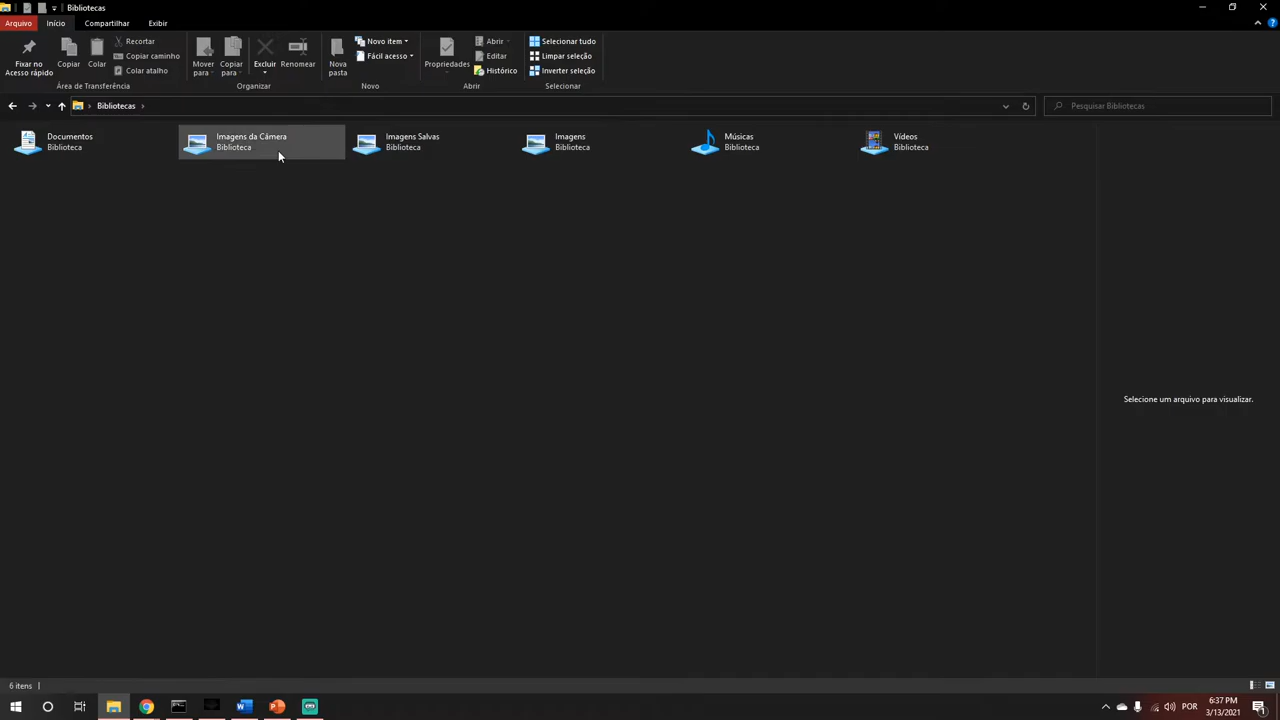 Bibliotecas
Arquivo
Início
Compartilhar
Exibir
Fixar no
Acesso rápido
Copiar
Colar
Recortar
Copiar caminho
Colar atalho
Área de Transferência
Mover
para
Copiar
para
Excluir
Renomear
Organizar
Nova
pasta
Novo item
Fácil acesso
Novo
Propriedades
Abrir
Editar
Histórico
Abrir
Selecionar tudo
Limpar seleção
Inverter seleção
Selecionar
Bibliotecas
Pesquisar Bibliotecas
Documentos
Biblioteca
Imagens da Câmera
Biblioteca
Imagens Salvas
Biblioteca
Imagens
Biblioteca
Músicas
Biblioteca
Vídeos
Biblioteca
Selecione um arquivo para visualizar.
6 itens
POR
6:37 PM
3/13/2021
1